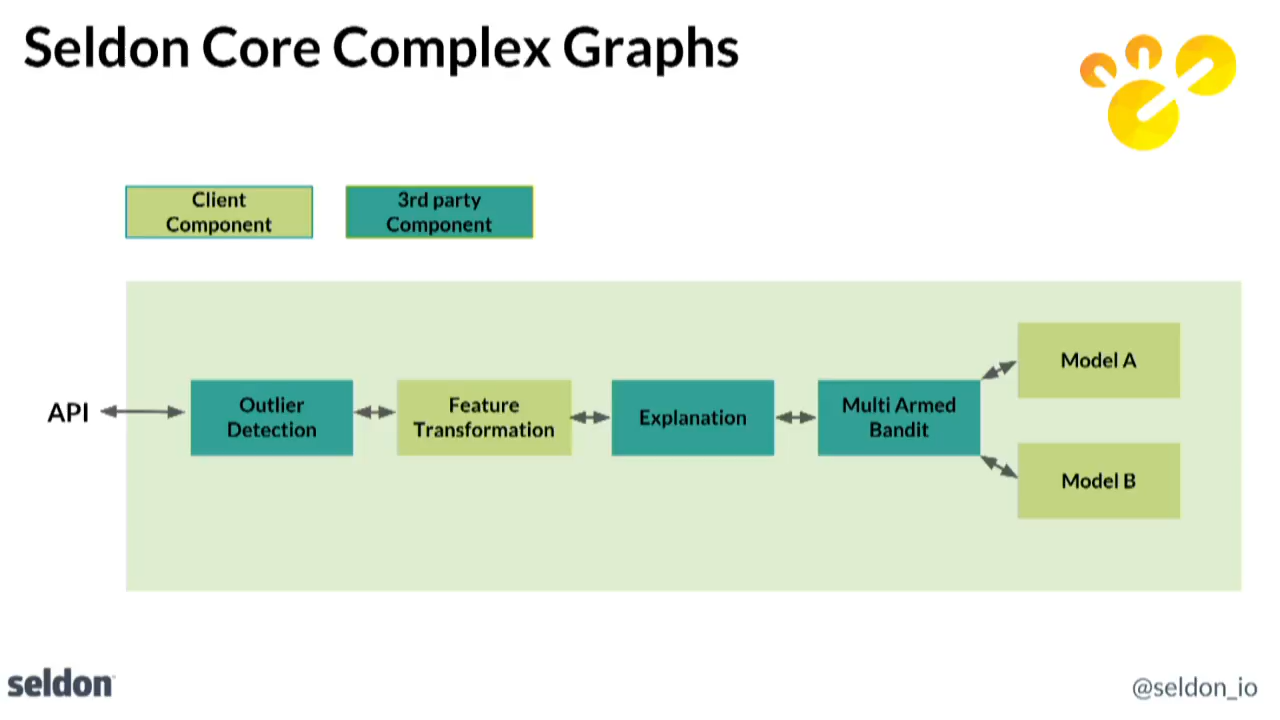 Seldon Core Complex Graphs
Client
Component
3rd party
Component
API
Outlier
Detection
Feature
Transformation
Explanation
Multi Armed
Bandit
Model A
Model B
seldon
@seldon_io